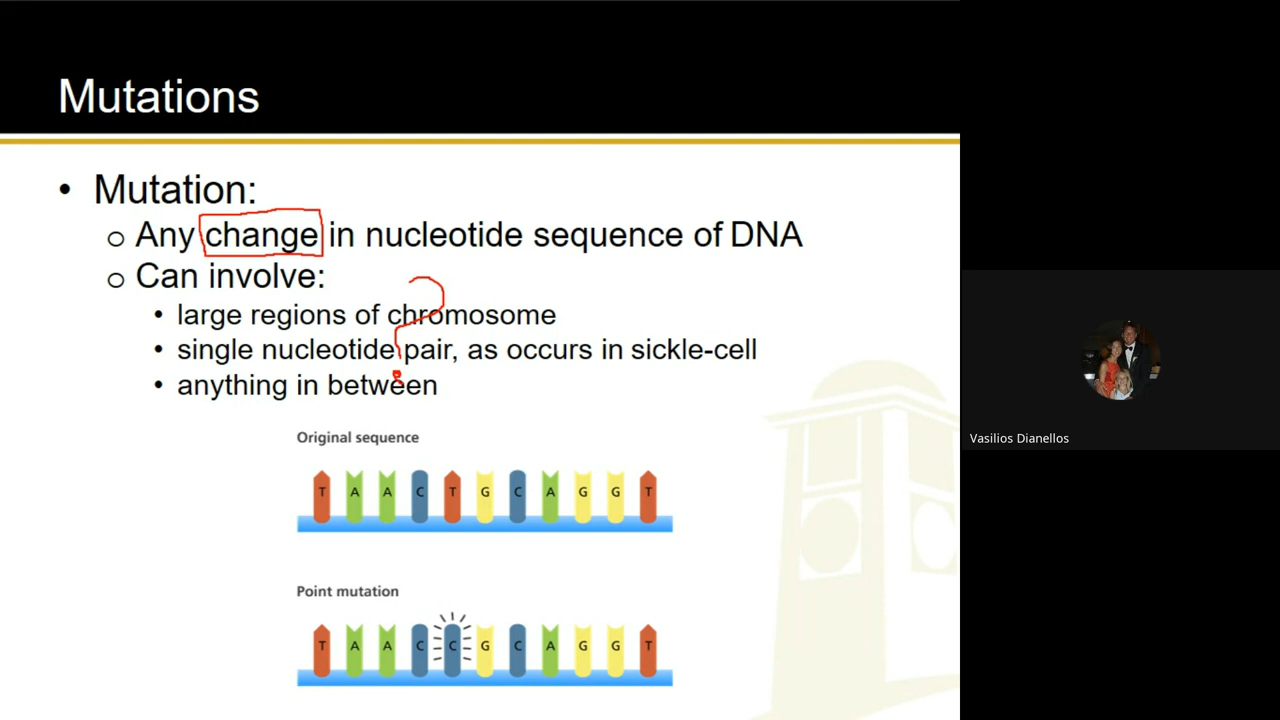 Mutations
• Mutation:
o Any change in nucleotide sequence of DNA
o Can involve:
• large regions of chromosome
• single nucleotide pair, as occurs in sickle-cell
• anything in between
?
Original sequence
T A A C T G C A G G T
Point mutation
T A A C C G C A G G T
Vasilios Dianellos